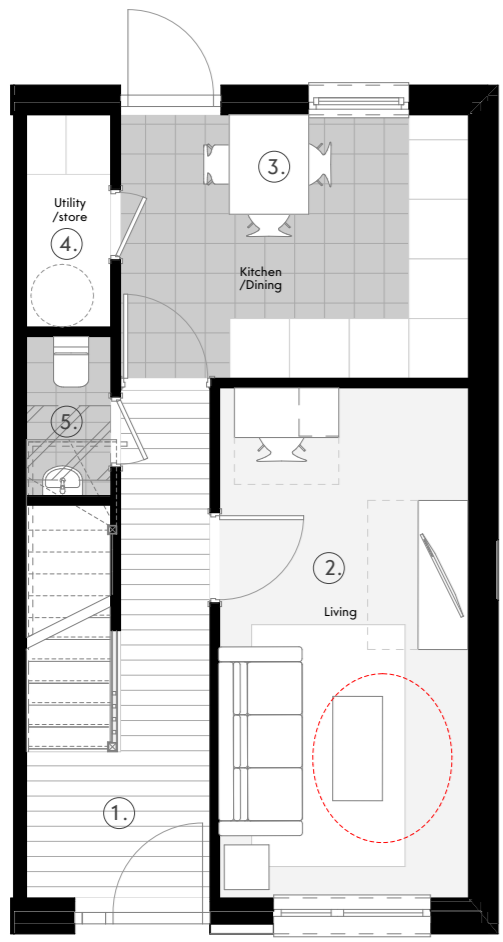 3.
Utility
/store
4.
Kitchen
/Dining
5.
2.
Living
1.